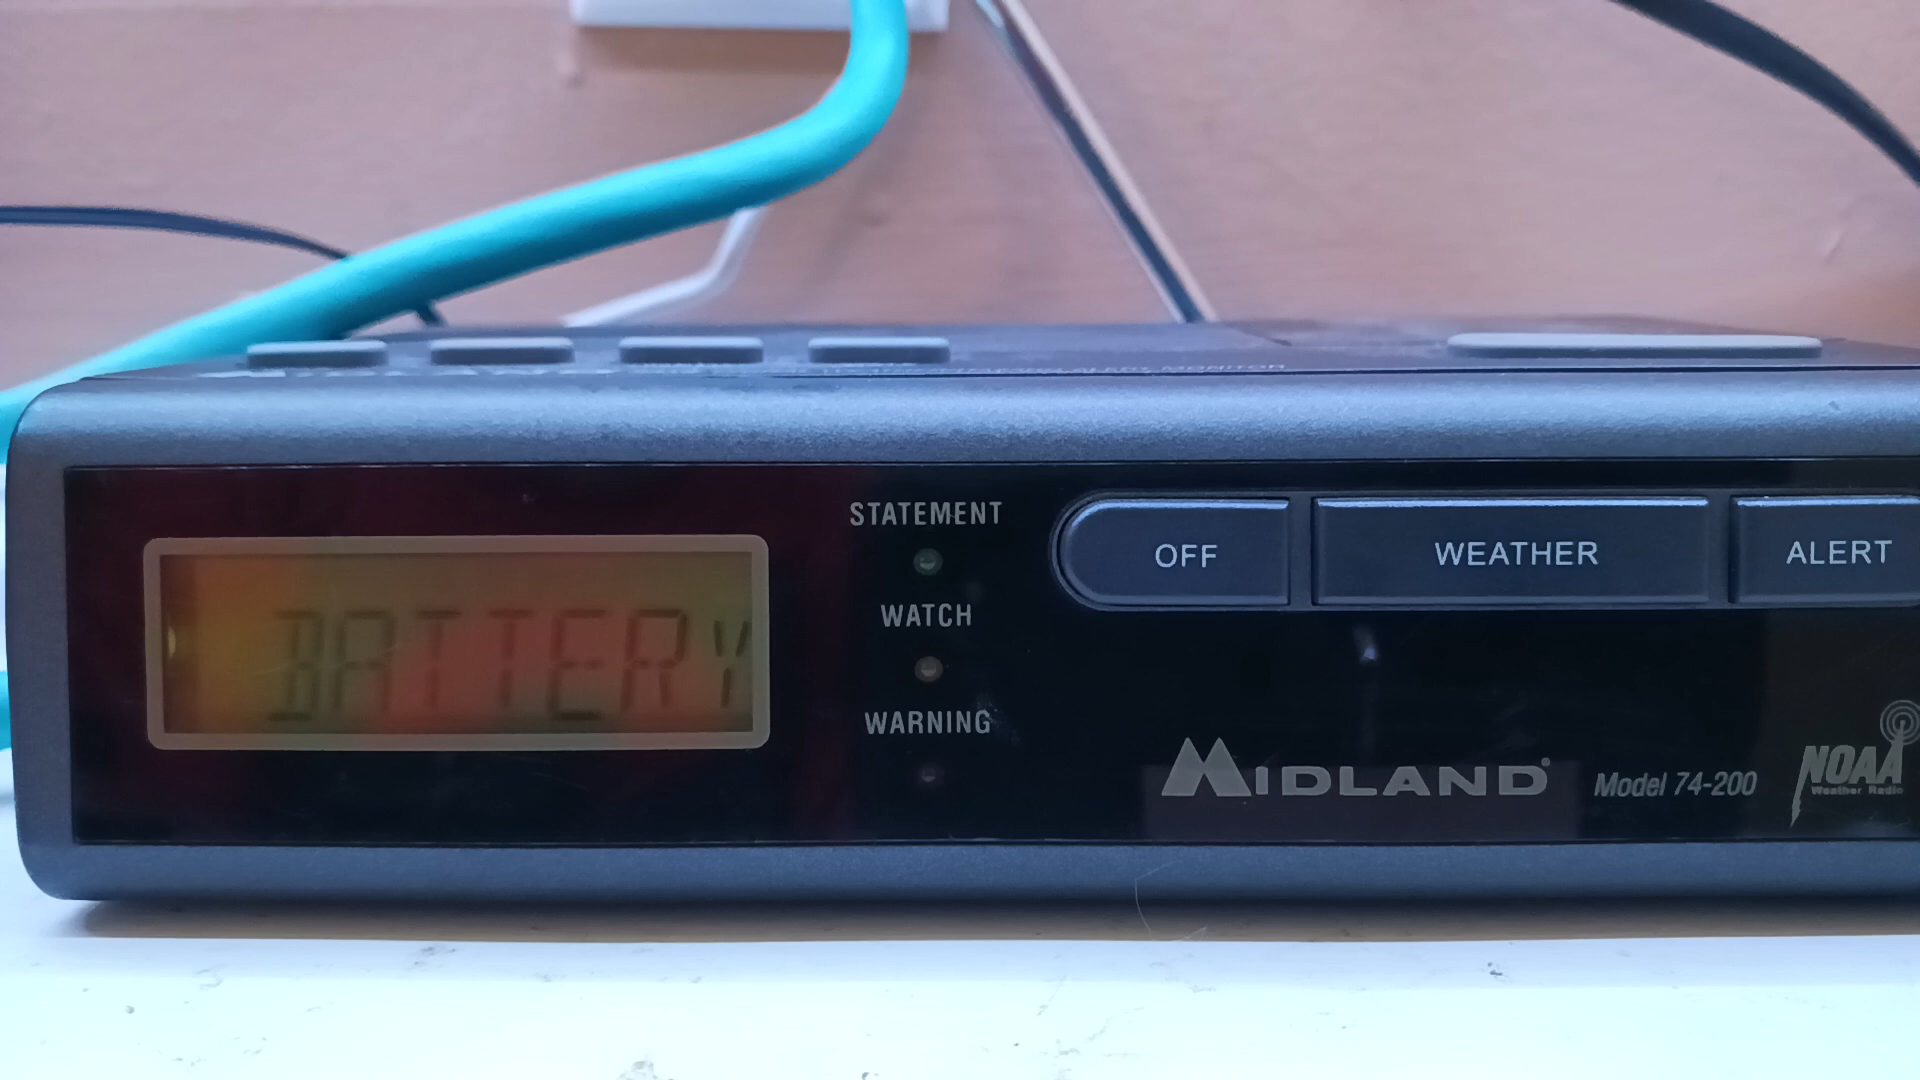 BATTERY
STATEMENT
WATCH
WARNING
OFF
WEATHER
ALERT
MIDLAND®
Model 74-200
NOAA
Weather Radio